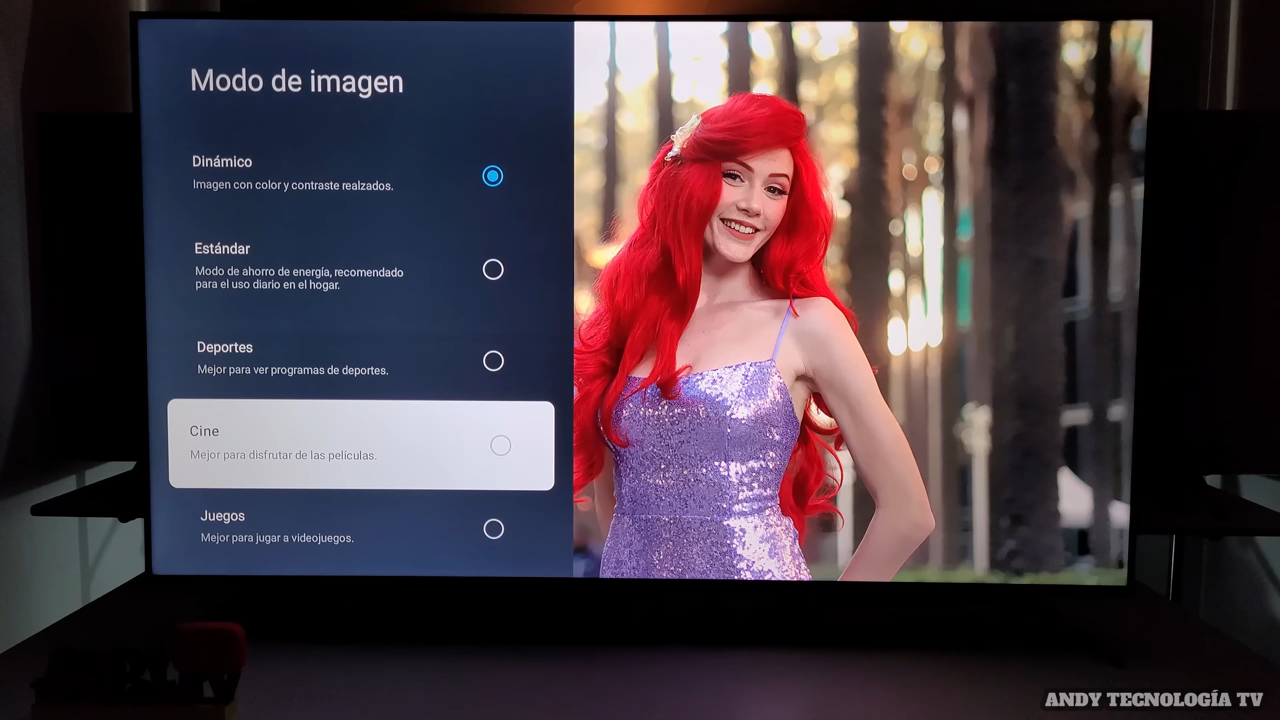 Modo de imagen
Dinámico
Imagen con color y contraste realzados.
Estándar
Modo de ahorro de energía, recomendado
para el uso diario en el hogar.
Deportes
Mejor para ver programas de deportes.
Cine
Mejor para disfrutar de las películas.
Juegos
Mejor para jugar a videojuegos.
ANDY TECNOLOGÍA TV